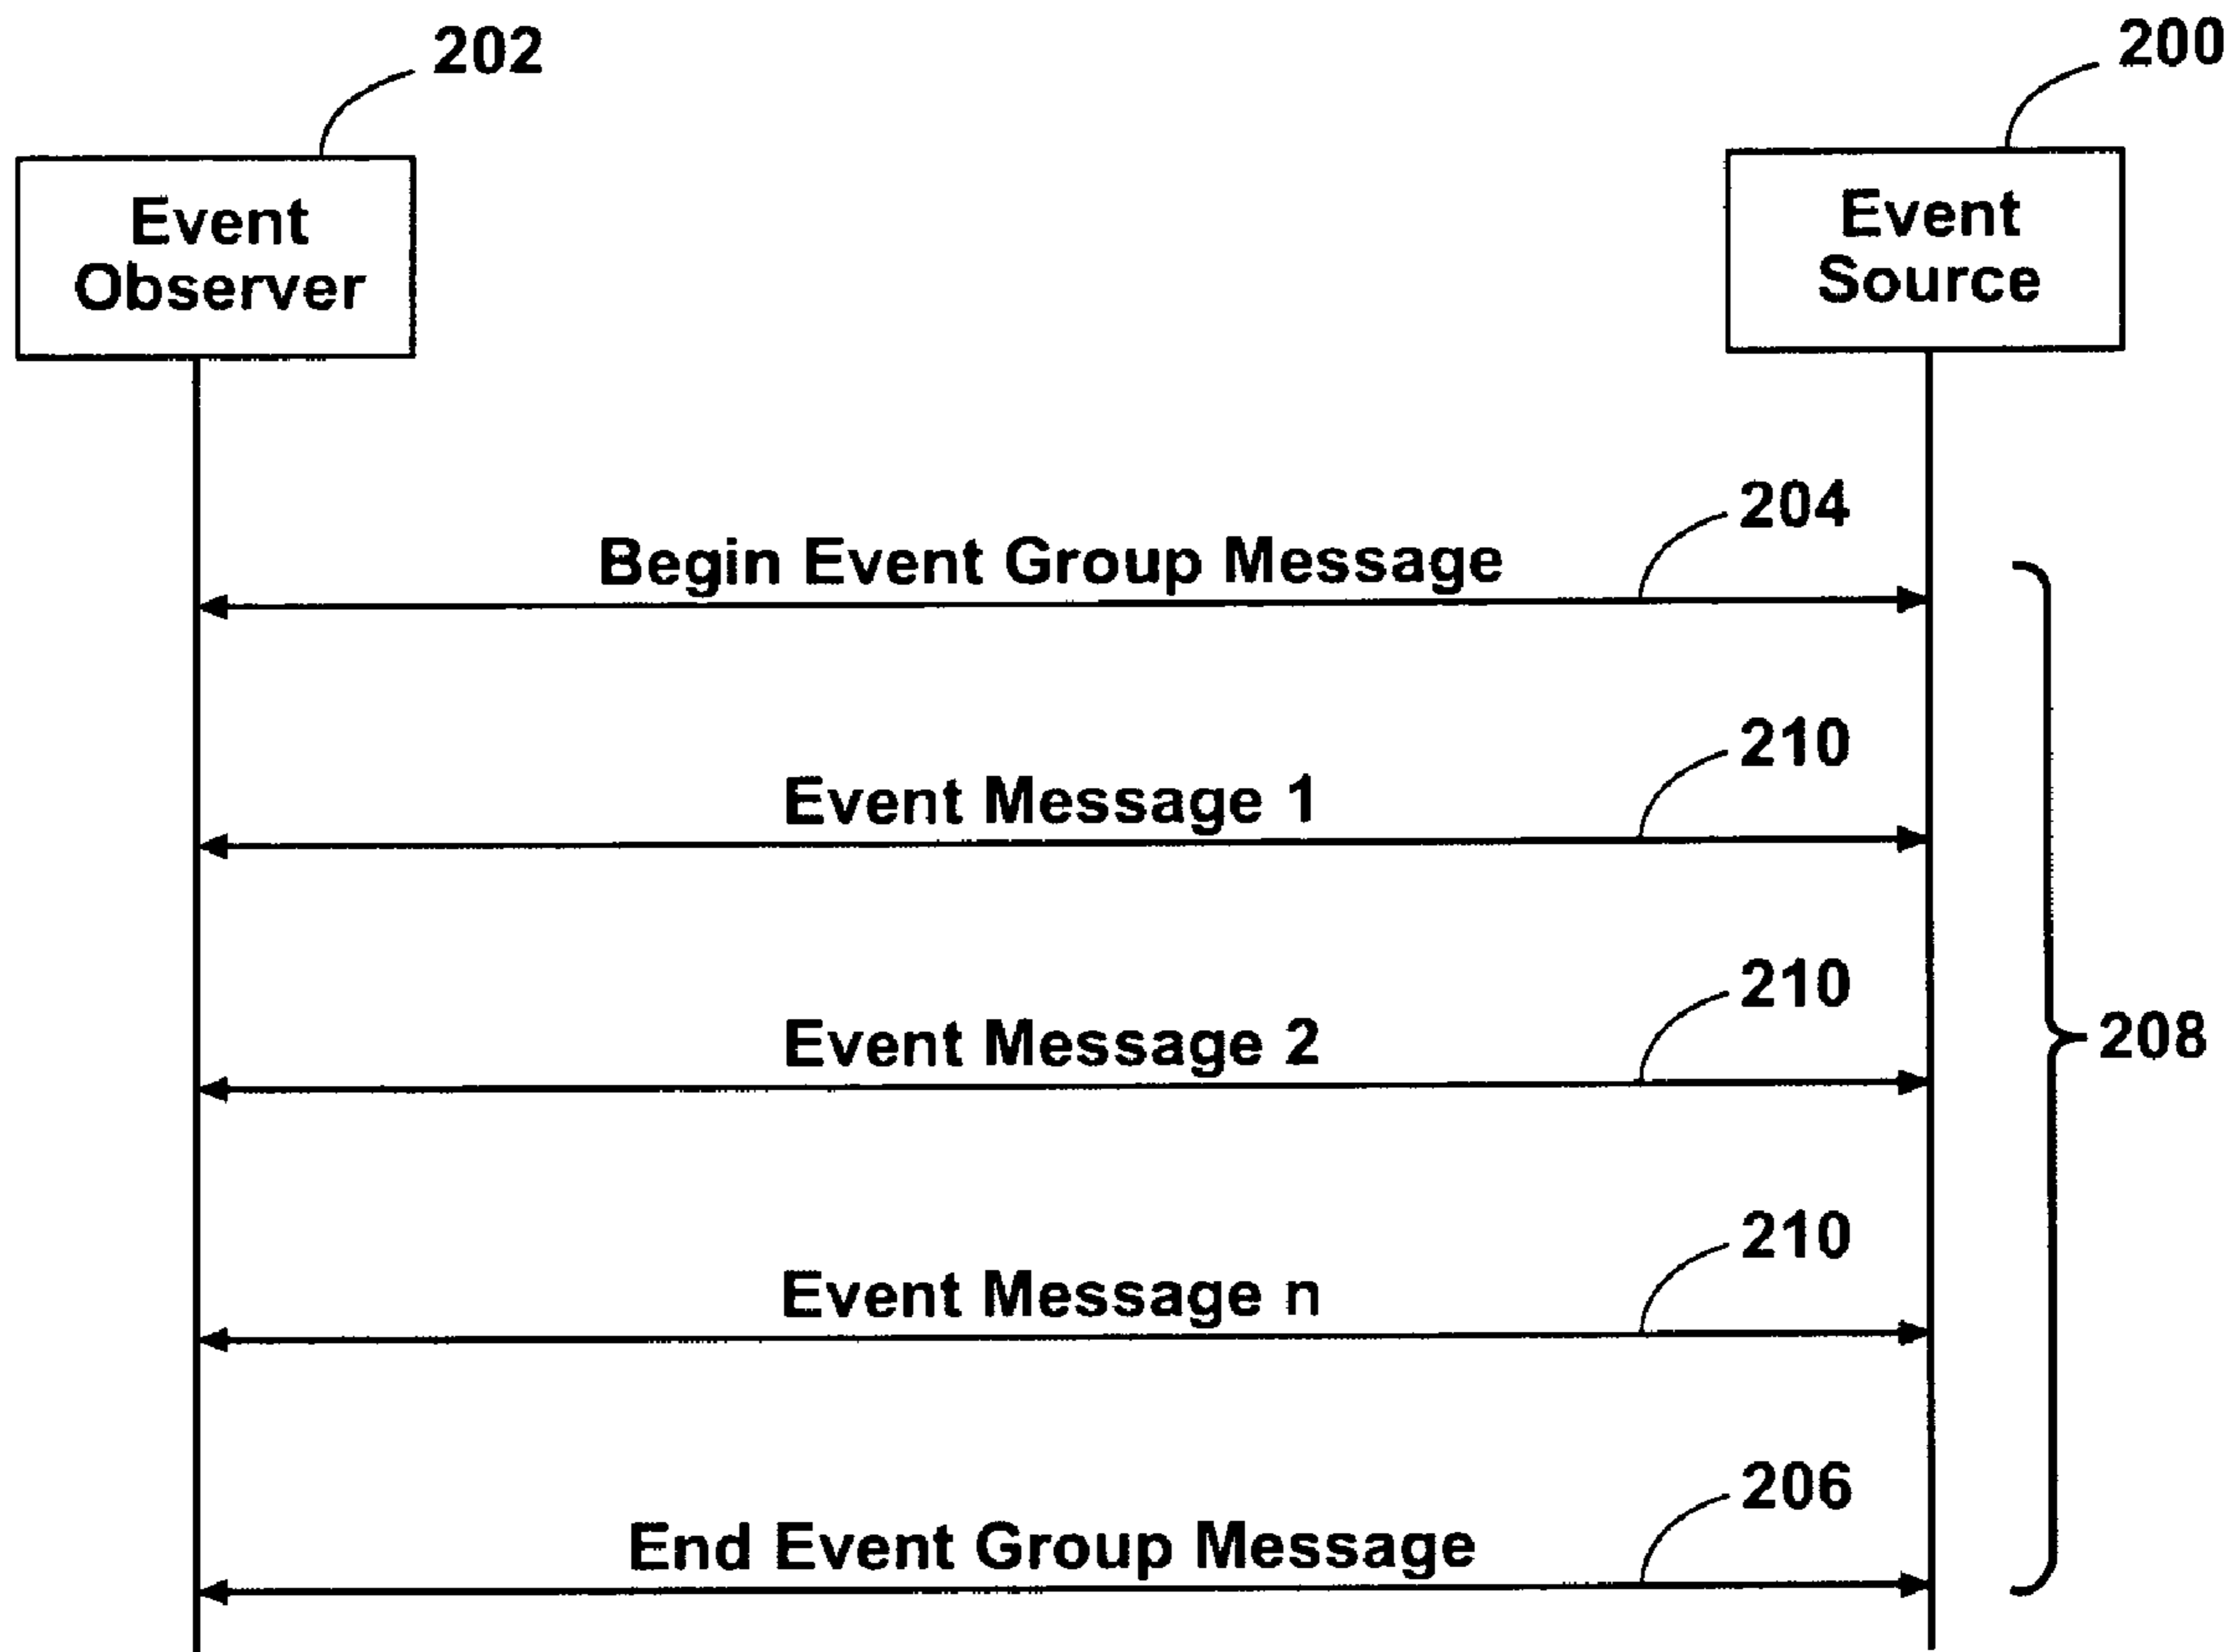 202
200
Event
Observer
Event
Source
204
Begin Event Group Message
210
Event Message 1
210
Event Message 2
208
210
Event Message n
206
End Event Group Message